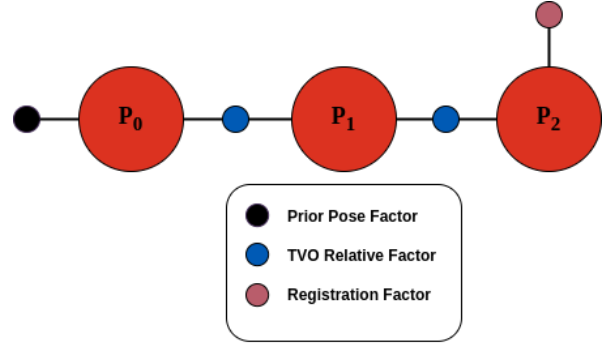 P0
P1
P2
Prior Pose Factor
TVO Relative Factor
Registration Factor